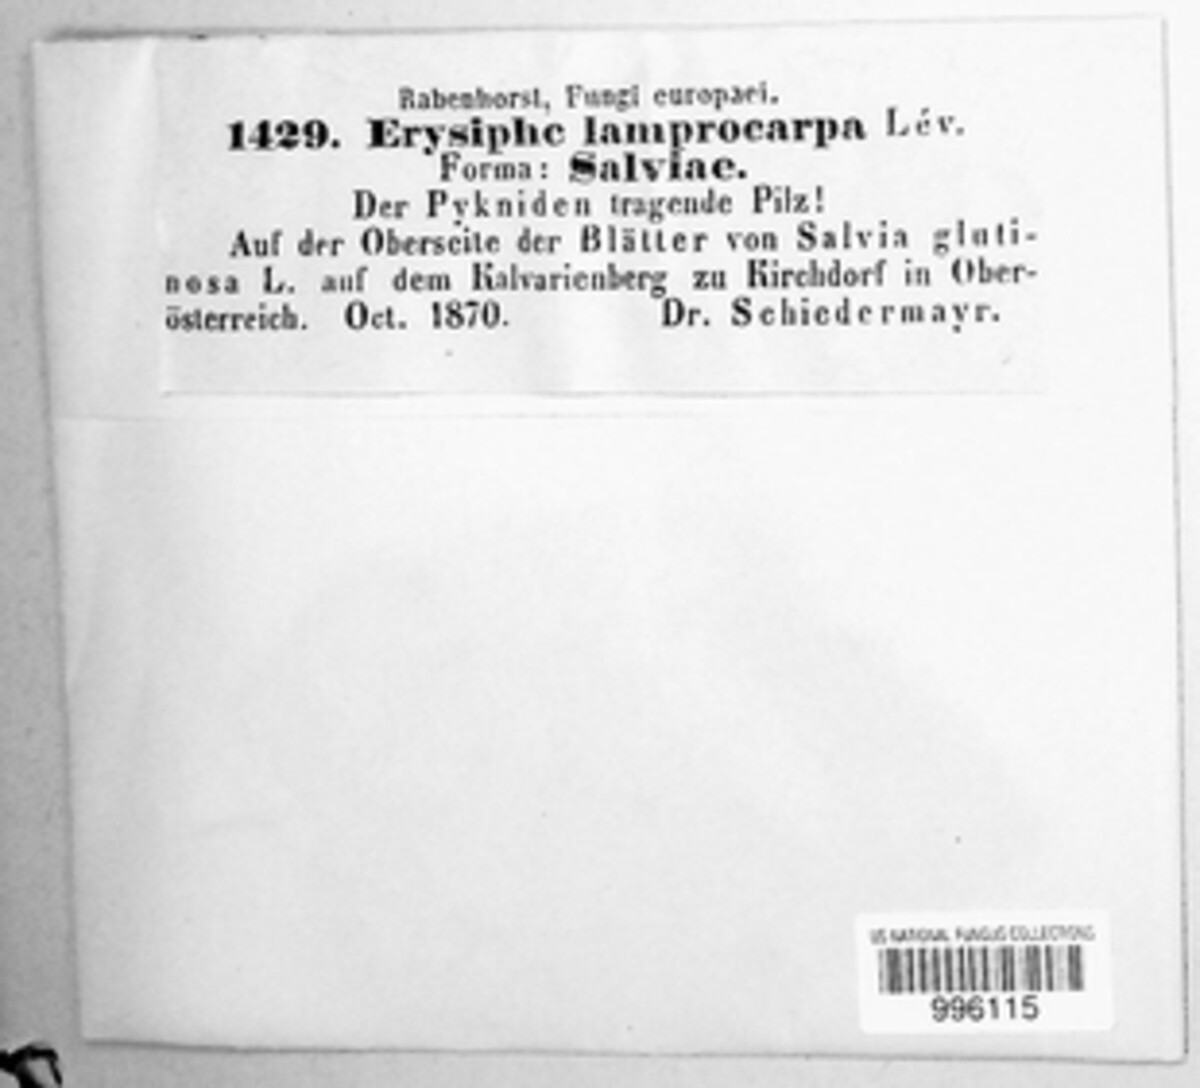 Rabenhorst, Fungi europaei.
1429. Erysiphe lamprocarpa Lév.
Forma: Salviae.
Der Pykniden tragende Pilz!
Auf der Oberseite der Blätter von Salvia gluti-
nosa L. auf dem Kalvarienberg zu Kirchdorf in Ober-
österreich. Oct. 1870. Dr. Schiedermayr.
US NATIONAL FUNGUS COLLECTIONS
996115